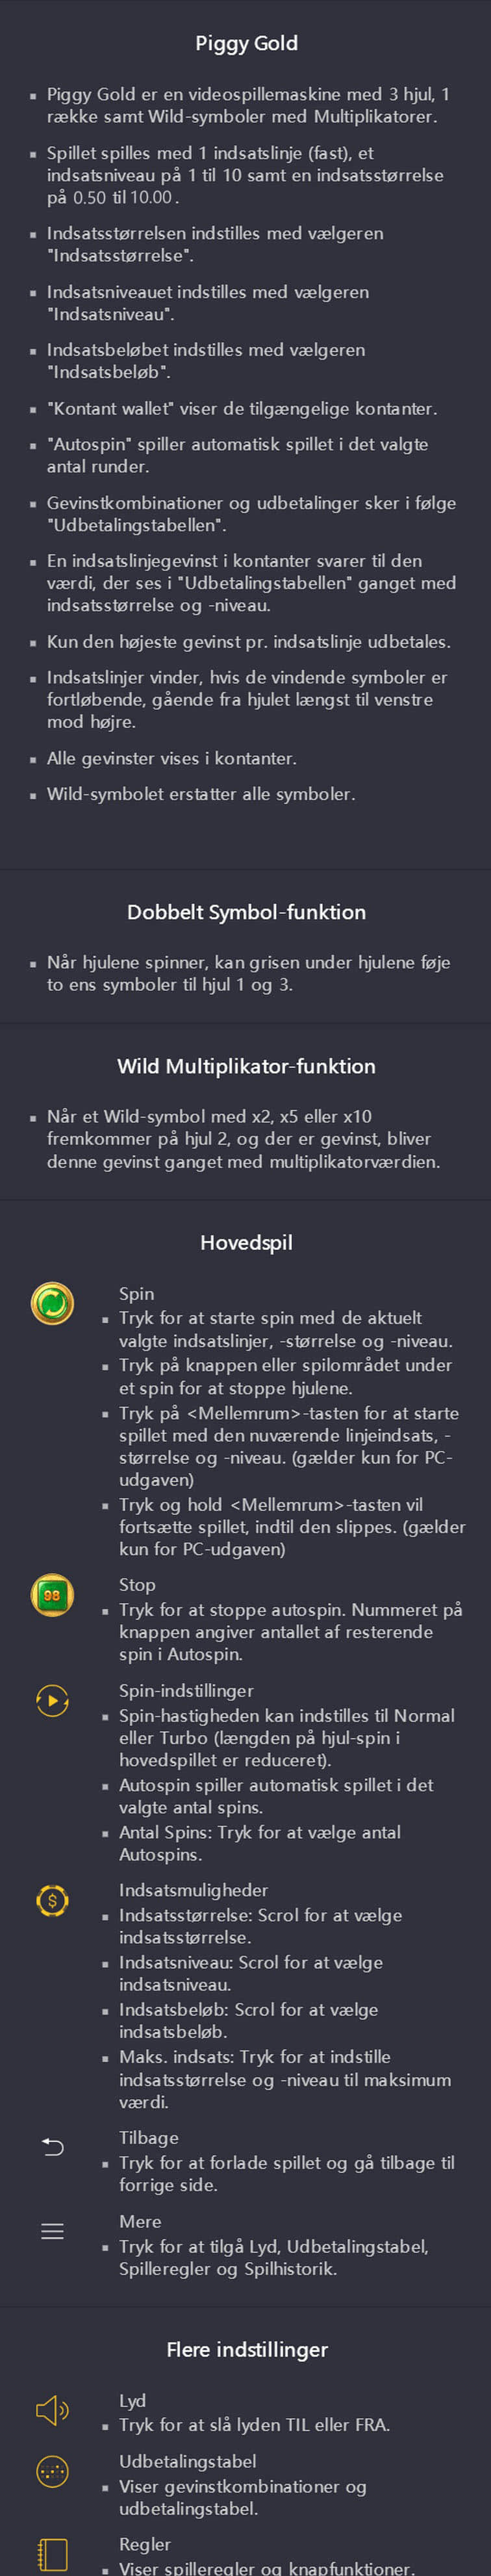 Piggy Gold
▪ Piggy Gold er en videospillemaskine med 3 hjul, 1
række samt Wild-symboler med Multiplikatorer.
▪ Spillet spilles med 1 indsatslinje (fast), et
indsatsniveau på 1 til 10 samt en indsatsstørrelse
på 0.50 til 10.00 .
▪ Indsatsstørrelsen indstilles med vælgeren
"Indsatsstørrelse".
▪ Indsatsniveauet indstilles med vælgeren
"Indsatsniveau".
▪ Indsatsbeløbet indstilles med vælgeren
"Indsatsbeløb".
▪ "Kontant wallet" viser de tilgængelige kontanter.
▪ "Autospin" spiller automatisk spillet i det valgte
antal runder.
▪ Gevinstkombinationer og udbetalinger sker i følge
"Udbetalingstabellen".
▪ En indsatslinjegevinst i kontanter svarer til den
værdi, der ses i "Udbetalingstabellen" ganget med
indsatsstørrelse og -niveau.
▪ Kun den højeste gevinst pr. indsatslinje udbetales.
▪ Indsatslinjer vinder, hvis de vindende symboler er
fortløbende, gående fra hjulet længst til venstre
mod højre.
▪ Alle gevinster vises i kontanter.
▪ Wild-symbolet erstatter alle symboler.
Dobbelt Symbol-funktion
▪ Når hjulene spinner, kan grisen under hjulene føje
to ens symboler til hjul 1 og 3.
Wild Multiplikator-funktion
▪ Når et Wild-symbol med x2, x5 eller x10
fremkommer på hjul 2, og der er gevinst, bliver
denne gevinst ganget med multiplikatorværdien.
Hovedspil
Spin
▪ Tryk for at starte spin med de aktuelt
valgte indsatslinjer, -størrelse og -niveau.
▪ Tryk på knappen eller spilområdet under
et spin for at stoppe hjulene.
▪ Tryk på <Mellemrum>-tasten for at starte
spillet med den nuværende linjeindsats, -
størrelse og -niveau. (gælder kun for PC-
udgaven)
▪ Tryk og hold <Mellemrum>-tasten vil
fortsætte spillet, indtil den slippes. (gælder
kun for PC-udgaven)
98
Stop
▪ Tryk for at stoppe autospin. Nummeret på
knappen angiver antallet af resterende
spin i Autospin.
Spin-indstillinger
▪ Spin-hastigheden kan indstilles til Normal
eller Turbo (længden på hjul-spin i
hovedspillet er reduceret).
▪ Autospin spiller automatisk spillet i det
valgte antal spins.
▪ Antal Spins: Tryk for at vælge antal
Autospins.
$
Indsatsmuligheder
▪ Indsatsstørrelse: Scrol for at vælge
indsatsstørrelse.
▪ Indsatsniveau: Scrol for at vælge
indsatsniveau.
▪ Indsatsbeløb: Scrol for at vælge
indsatsbeløb.
▪ Maks. indsats: Tryk for at indstille
indsatsstørrelse og -niveau til maksimum
værdi.
Tilbage
▪ Tryk for at forlade spillet og gå tilbage til
forrige side.
Mere
▪ Tryk for at tilgå Lyd, Udbetalingstabel,
Spilleregler og Spilhistorik.
Flere indstillinger
Lyd
▪ Tryk for at slå lyden TIL eller FRA.
Udbetalingstabel
▪ Viser gevinstkombinationer og
udbetalingstabel.
Regler
▪ Viser spilleregler og knapfunktioner.